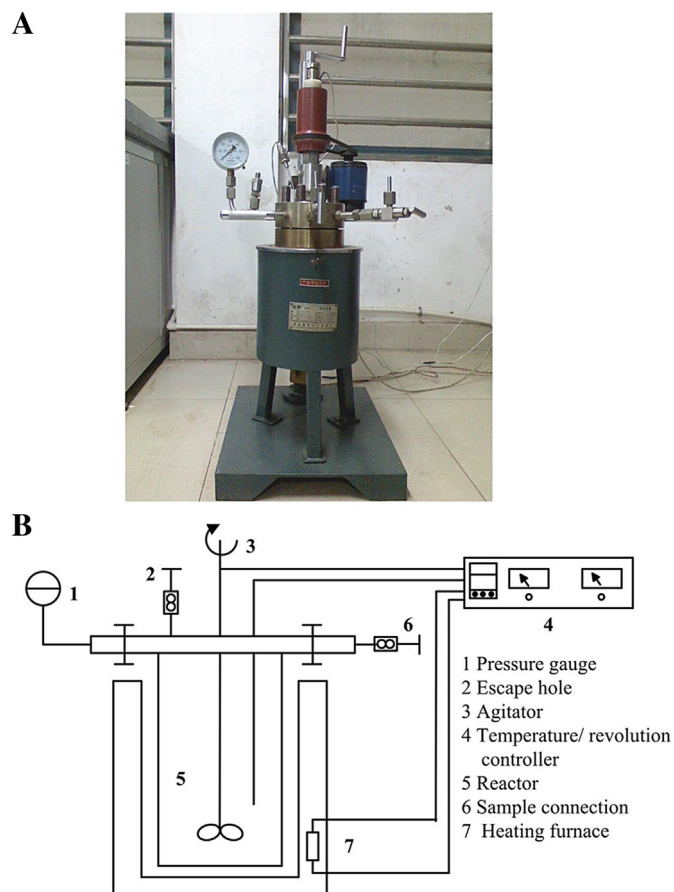 A
B
3
2
1
6
4
1 Pressure gauge
2 Escape hole
3 Agitator
4 Temperature/ revolution
controller
5 Reactor
6 Sample connection
7 Heating furnace
5
7